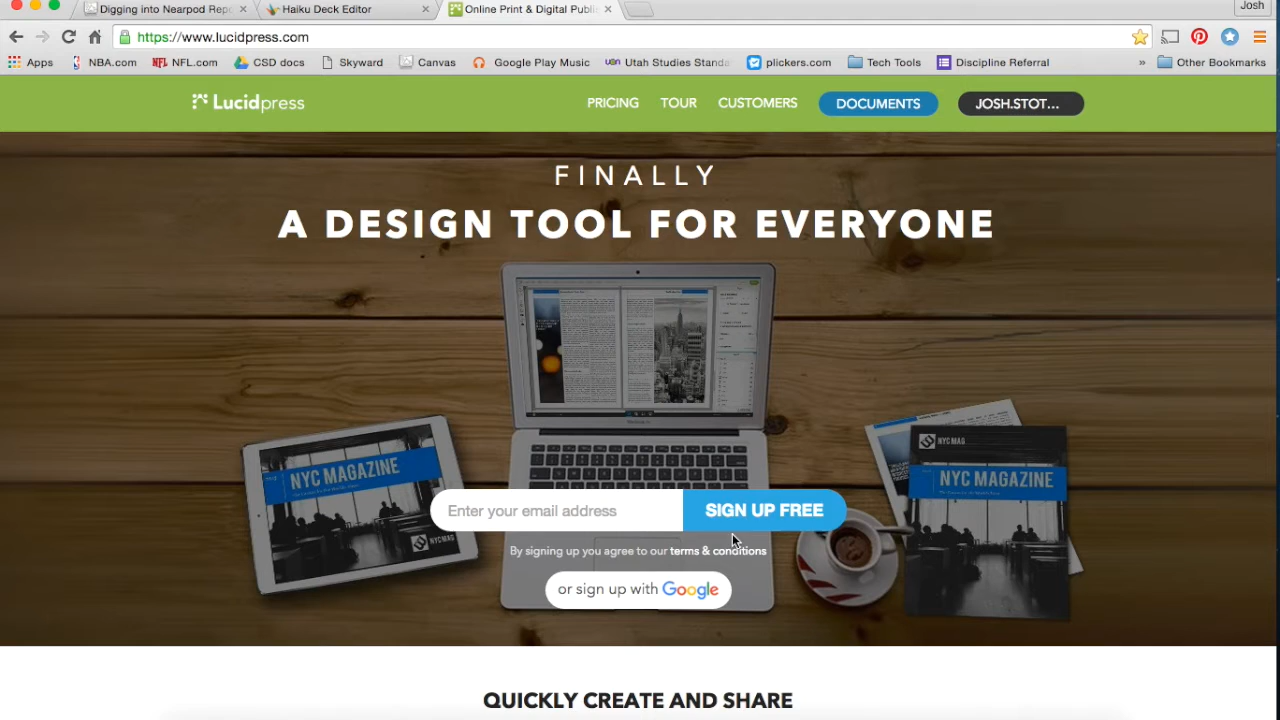 Digging into Nearpod Repo
Haiku Deck Editor
Online Print & Digital Publi
Josh
https://www.lucidpress.com
Apps
NBA.com
NFL NFL.com
CSD docs
Skyward
Canvas
Google Play Music
uen Utah Studies Standa
plickers.com
Tech Tools
Discipline Referral
»
Other Bookmarks
Lucidpress
PRICING
TOUR
CUSTOMERS
DOCUMENTS
JOSH.STOT...
FINALLY
A DESIGN TOOL FOR EVERYONE
NYC MAGAZINE
NYC MAG
NYC MAG
NYC MAGAZINE
Enter your email address
SIGN UP FREE
By signing up you agree to our terms & conditions
or sign up with Google
QUICKLY CREATE AND SHARE